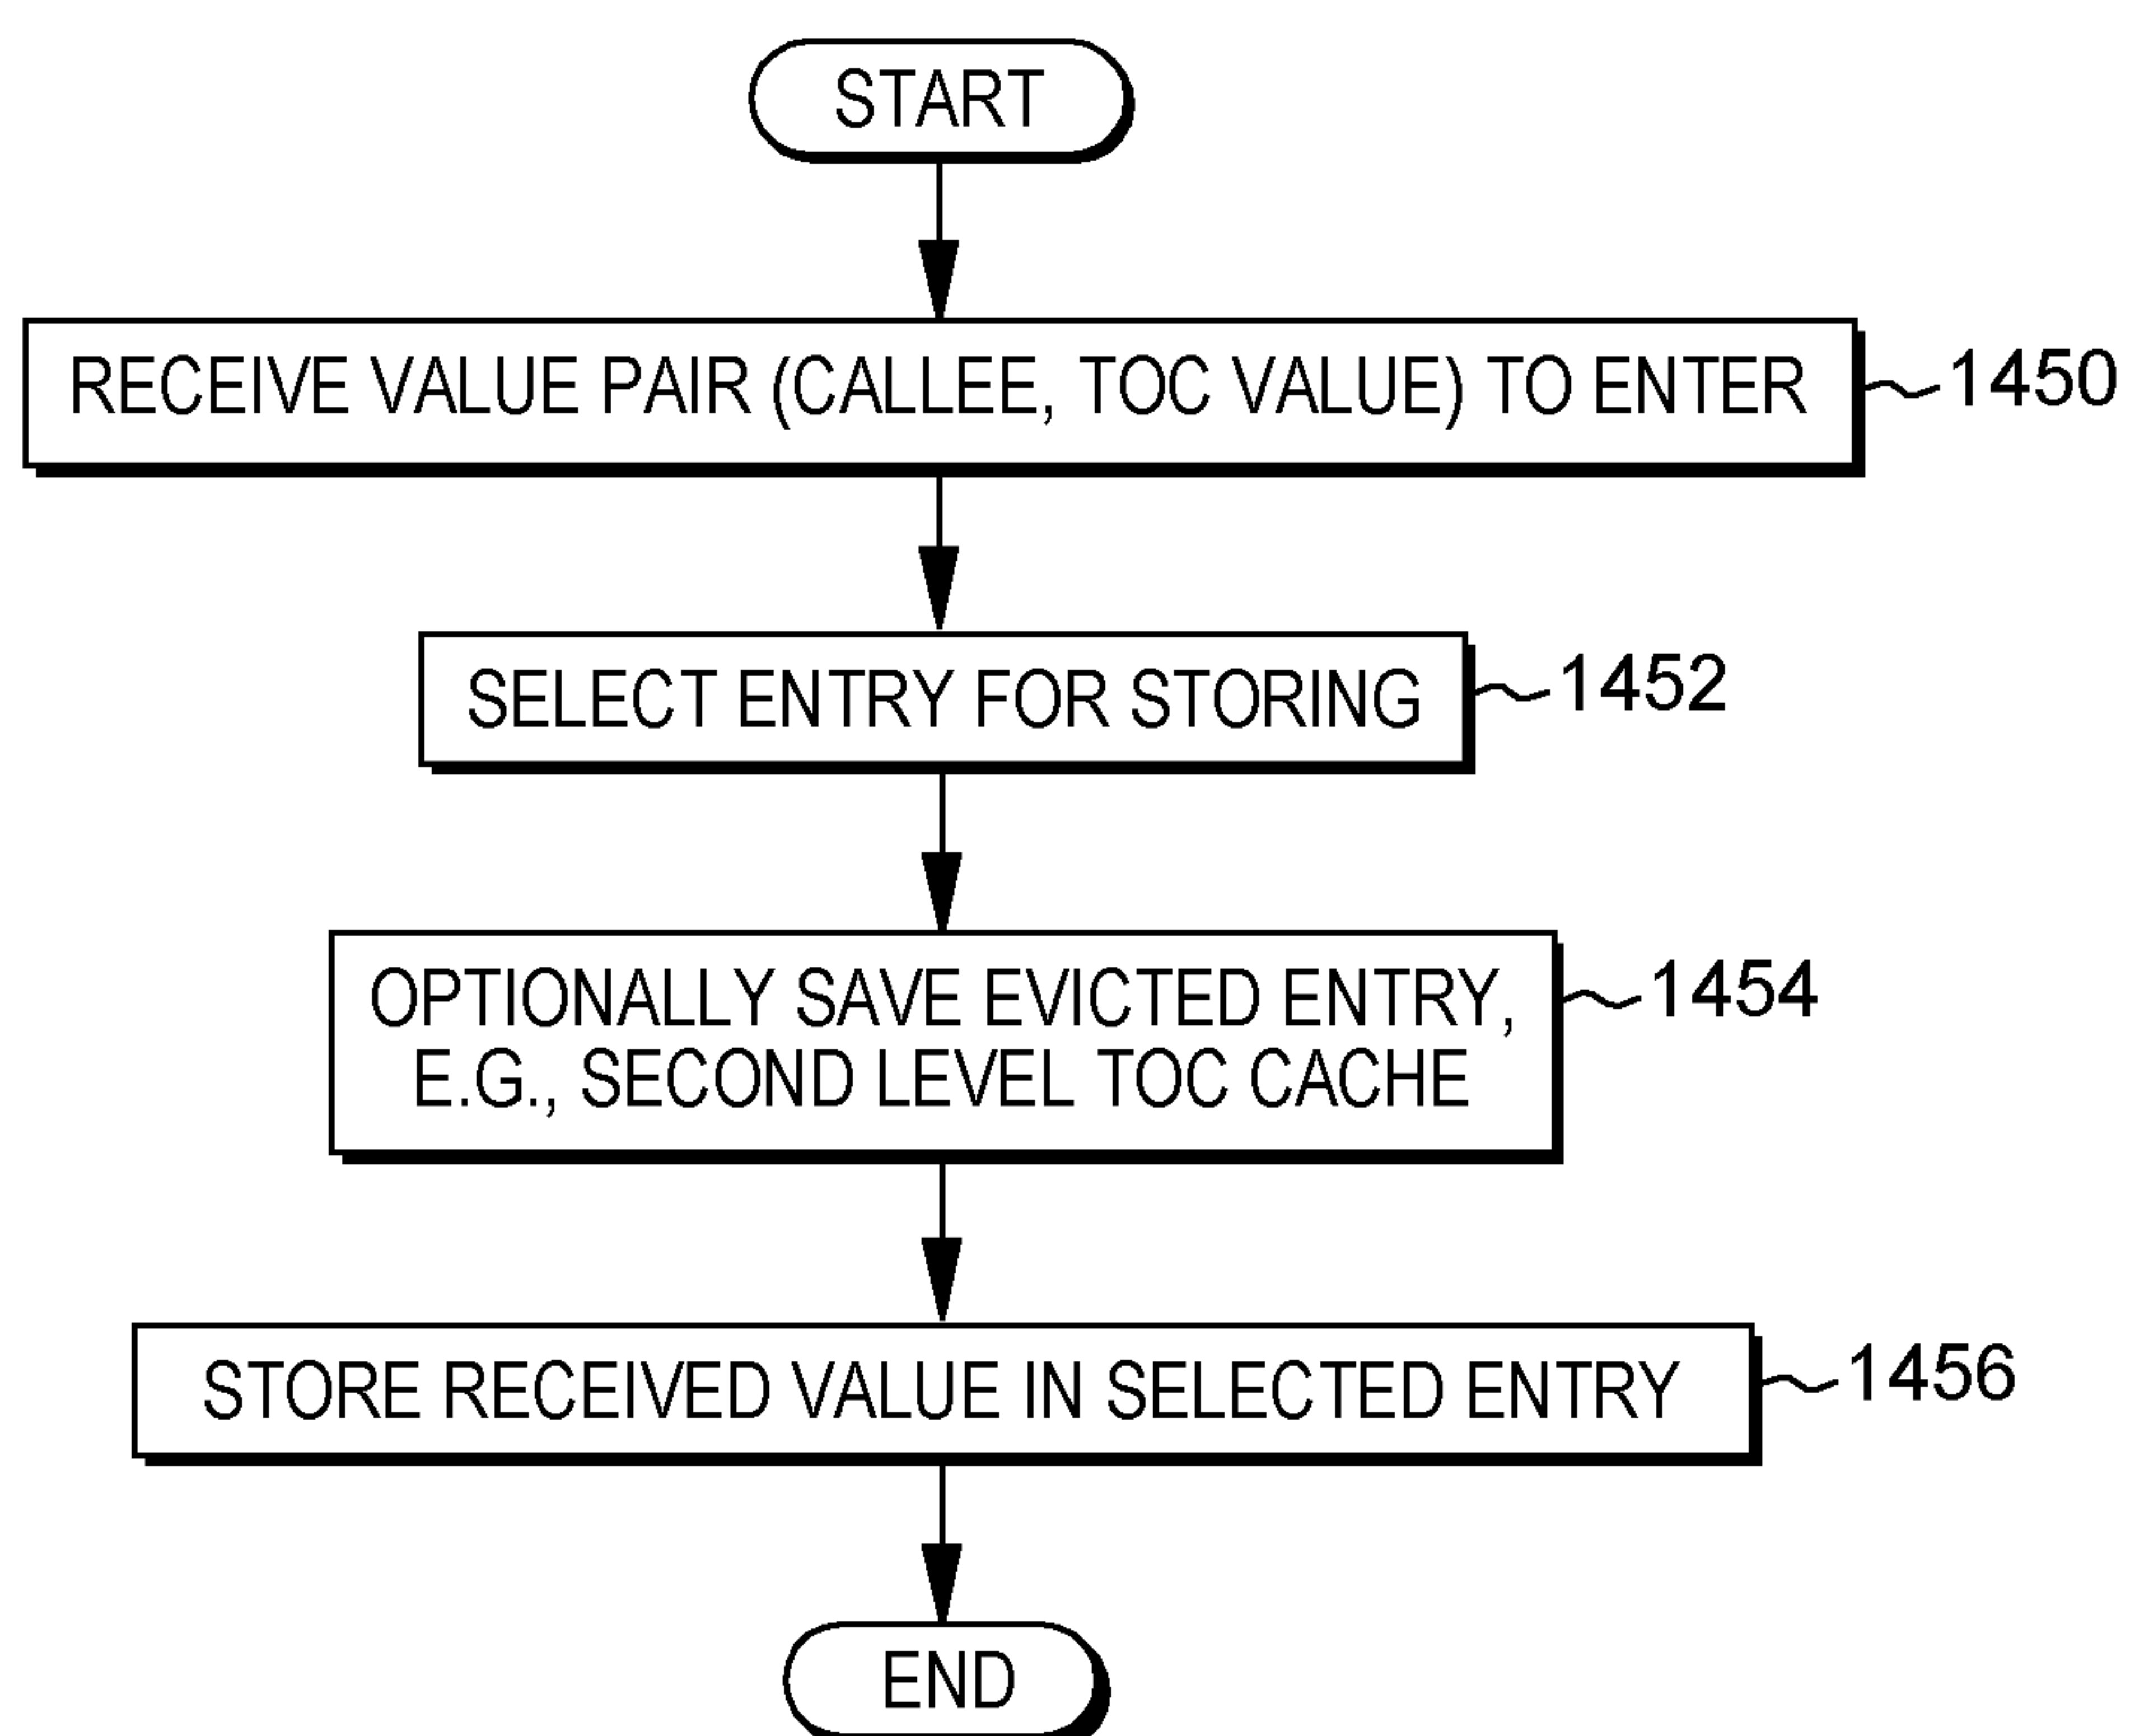 START
RECEIVE VALUE PAIR (CALLEE, TOC VALUE) TO ENTER
1450
SELECT ENTRY FOR STORING
1452
OPTIONALLY SAVE EVICTED ENTRY,
E.G., SECOND LEVEL TOC CACHE
1454
STORE RECEIVED VALUE IN SELECTED ENTRY
1456
END